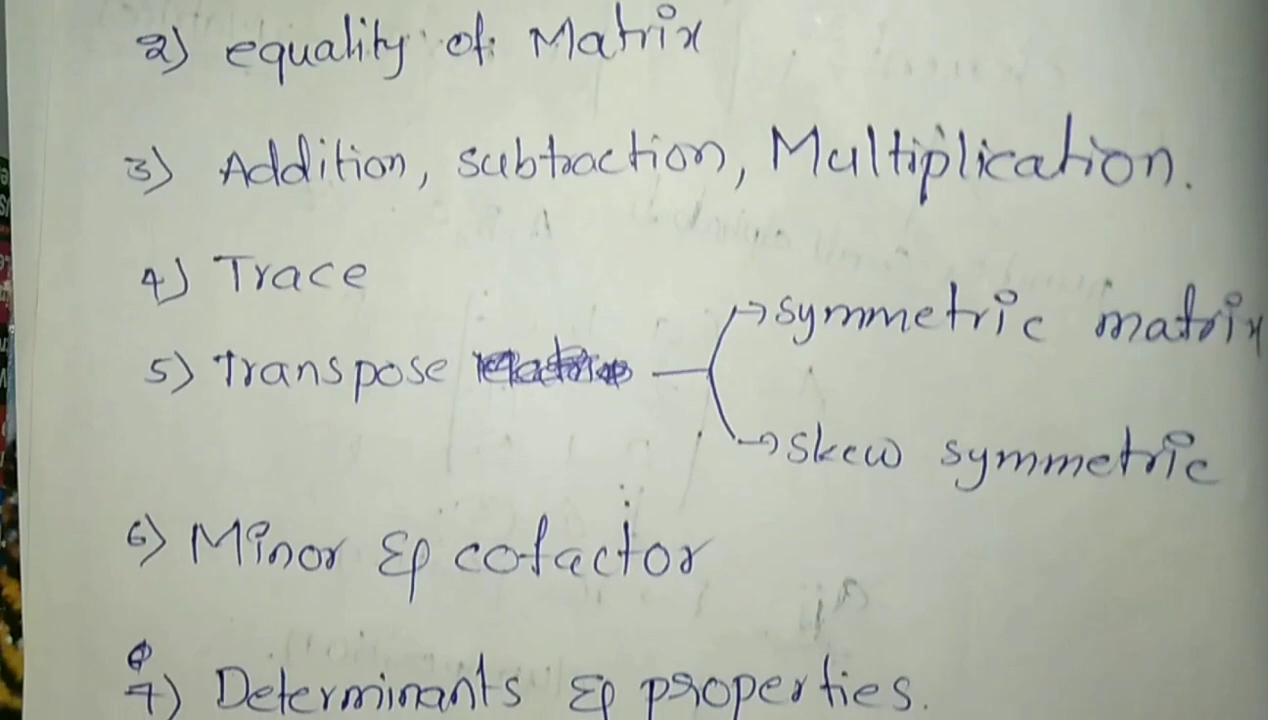 2) equality of Matrix
3) Addition, subtraction, Multiplication.
4) Trace
→ symmetric matrix
5) Transpose
→ skew symmetric
6) Minor & cofactor
7) Determinants & properties.